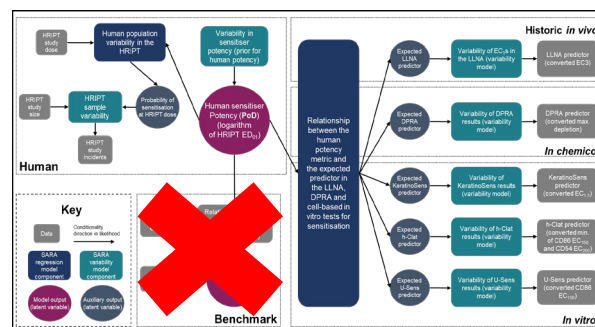 Historic in vivo
HRIPT
study
dose
Human population
variability in the
HRIPT
Variability in
sensitiser
potency (prior for
human potency)
HRIPT
study size
HRIPT
sample
variability
Probability of
sensitisation
at HRIPT dose
Human sensitiser
Potency (PoD)
(logarithm
of HRIPT ED01)
HRIPT
study
incidents
Human
Key
Data
Conditionality
direction in likelihood
SARA
regression model
component
SARA
variability
model
component
Model output
(latent variable)
Auxiliary output
(latent variable)
Benchmark
Relationship
between the
human
potency
metric and
the expected
predictor in
the LLNA,
DPRA and
cell-based in
vitro tests for
sensitisation
Expected
LLNA
predictor
Variability of EC3s in
the LLNA (variability
model)
LLNA
predictor
(converted EC3)
Expected
DPRA
predictor
Variability of DPRA
results (variability
model)
DPRA predictor
(converted max.
depletion)
In chemico
Expected
KeratinoSens
predictor
Variability of
KeratinoSens results
(variability model)
KeratinoSens
predictor
(converted EC1.5)
Expected
h-Clat
predictor
Variability of h-Clat
results (variability
model)
h-Clat predictor
(converted min.
of CD86 EC150
and CD54 EC200)
Expected
U-Sens
predictor
Variability of U-Sens
results (variability
model)
U-Sens predictor
(converted CD86
EC150)
In vitro